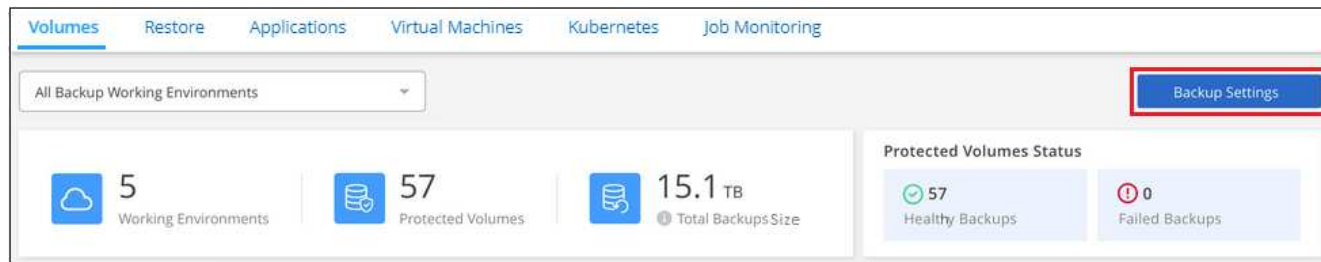 Volumes Restore Applications Virtual Machines Kubernetes Job Monitoring
All Backup Working Environments Backup Settings
Protected Volumes Status
5 57 15.1 TB
Working Environments Protected Volumes Total Backups Size
57 0
Healthy Backups Failed Backups